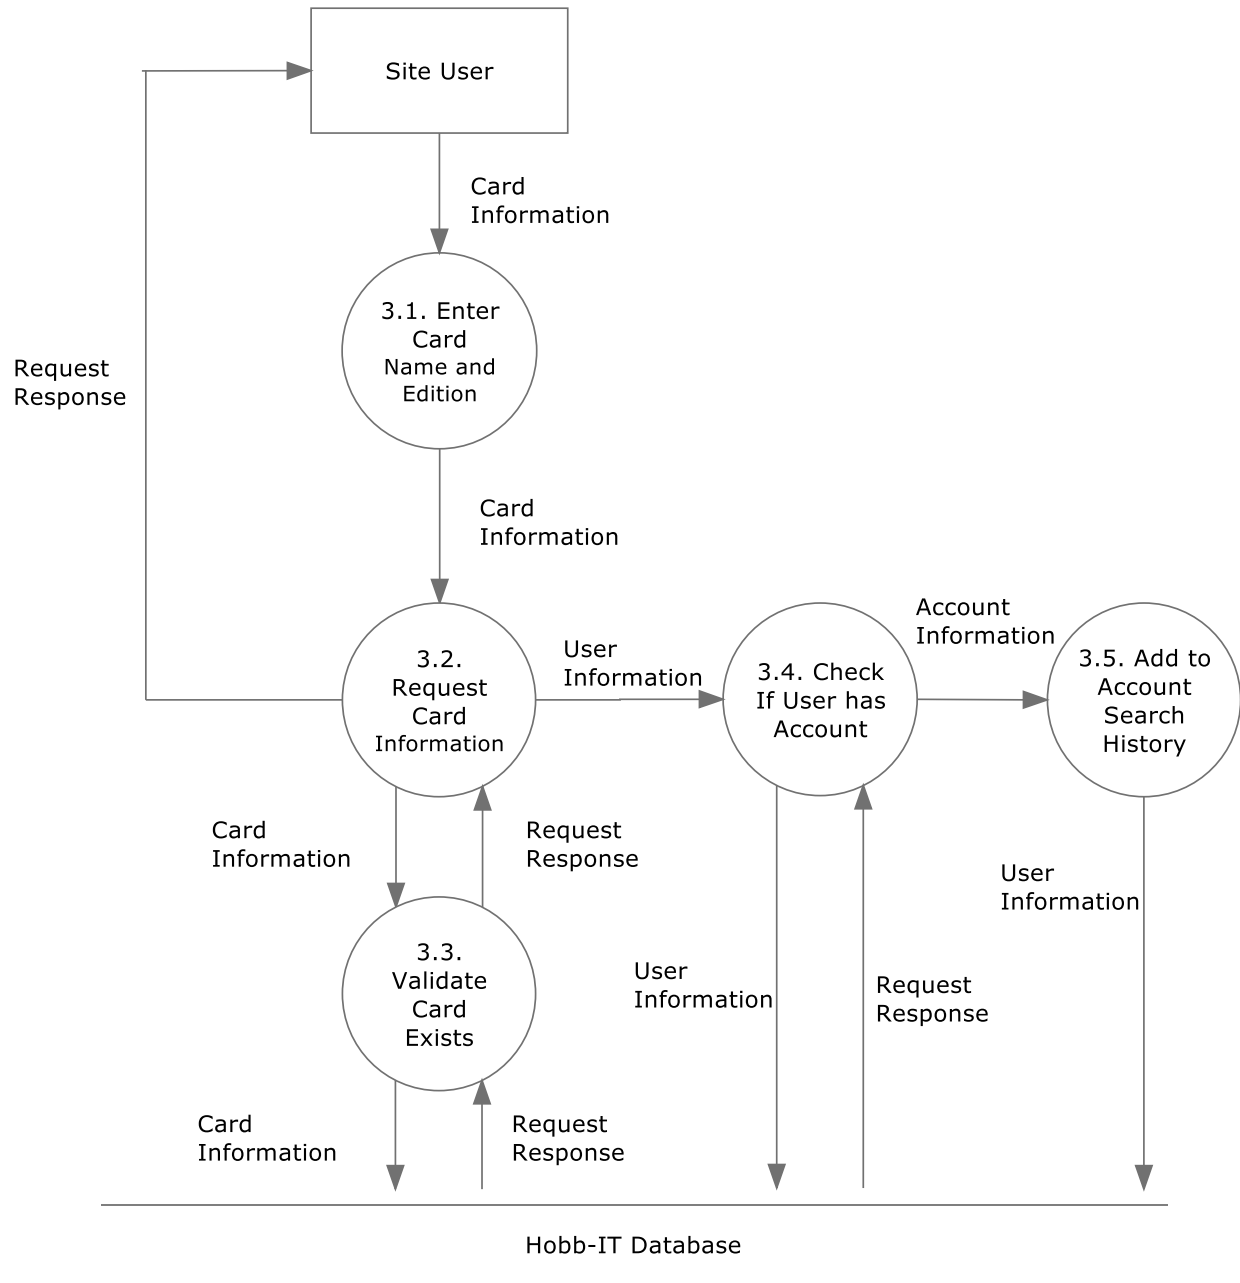 Site User
Card
Information
3.1. Enter
Card
Name and
Edition
Request
Response
Card
Information
3.2.
Request
Card
Information
User
Information
3.4. Check
If User has
Account
Account
Information
3.5. Add to
Account
Search
History
Card
Information
Request
Response
3.3.
Validate
Card
Exists
User
Information
Request
Response
User
Information
Card
Information
Request
Response
Hobb-IT Database